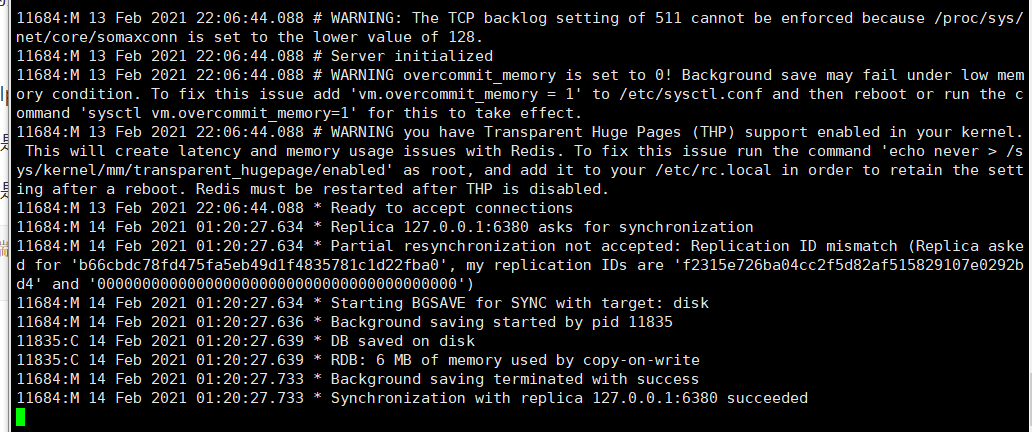 11684:M 13 Feb 2021 22:06:44.088 # WARNING: The TCP backlog setting of 511 cannot be enforced because /proc/sys/
net/core/somaxconn is set to the lower value of 128.
11684:M 13 Feb 2021 22:06:44.088 # Server initialized
11684:M 13 Feb 2021 22:06:44.088 # WARNING overcommit_memory is set to 0! Background save may fail under low mem
ory condition. To fix this issue add 'vm.overcommit_memory = 1' to /etc/sysctl.conf and then reboot or run the c
ommand 'sysctl vm.overcommit_memory=1' for this to take effect.
11684:M 13 Feb 2021 22:06:44.088 # WARNING you have Transparent Huge Pages (THP) support enabled in your kernel.
 This will create latency and memory usage issues with Redis. To fix this issue run the command 'echo never > /s
ys/kernel/mm/transparent_hugepage/enabled' as root, and add it to your /etc/rc.local in order to retain the sett
ing after a reboot. Redis must be restarted after THP is disabled.
11684:M 13 Feb 2021 22:06:44.088 * Ready to accept connections
11684:M 14 Feb 2021 01:20:27.634 * Replica 127.0.0.1:6380 asks for synchronization
11684:M 14 Feb 2021 01:20:27.634 * Partial resynchronization not accepted: Replication ID mismatch (Replica aske
d for 'b66cbdc78fd475fa5eb49d1f4835781c1d22fba0', my replication IDs are 'f2315e726ba04cc2f5d82af515829107e0292b
d4' and '0000000000000000000000000000000000000000')
11684:M 14 Feb 2021 01:20:27.634 * Starting BGSAVE for SYNC with target: disk
11684:M 14 Feb 2021 01:20:27.636 * Background saving started by pid 11835
11835:C 14 Feb 2021 01:20:27.639 * DB saved on disk
11835:C 14 Feb 2021 01:20:27.639 * RDB: 6 MB of memory used by copy-on-write
11684:M 14 Feb 2021 01:20:27.733 * Background saving terminated with success
11684:M 14 Feb 2021 01:20:27.733 * Synchronization with replica 127.0.0.1:6380 succeeded